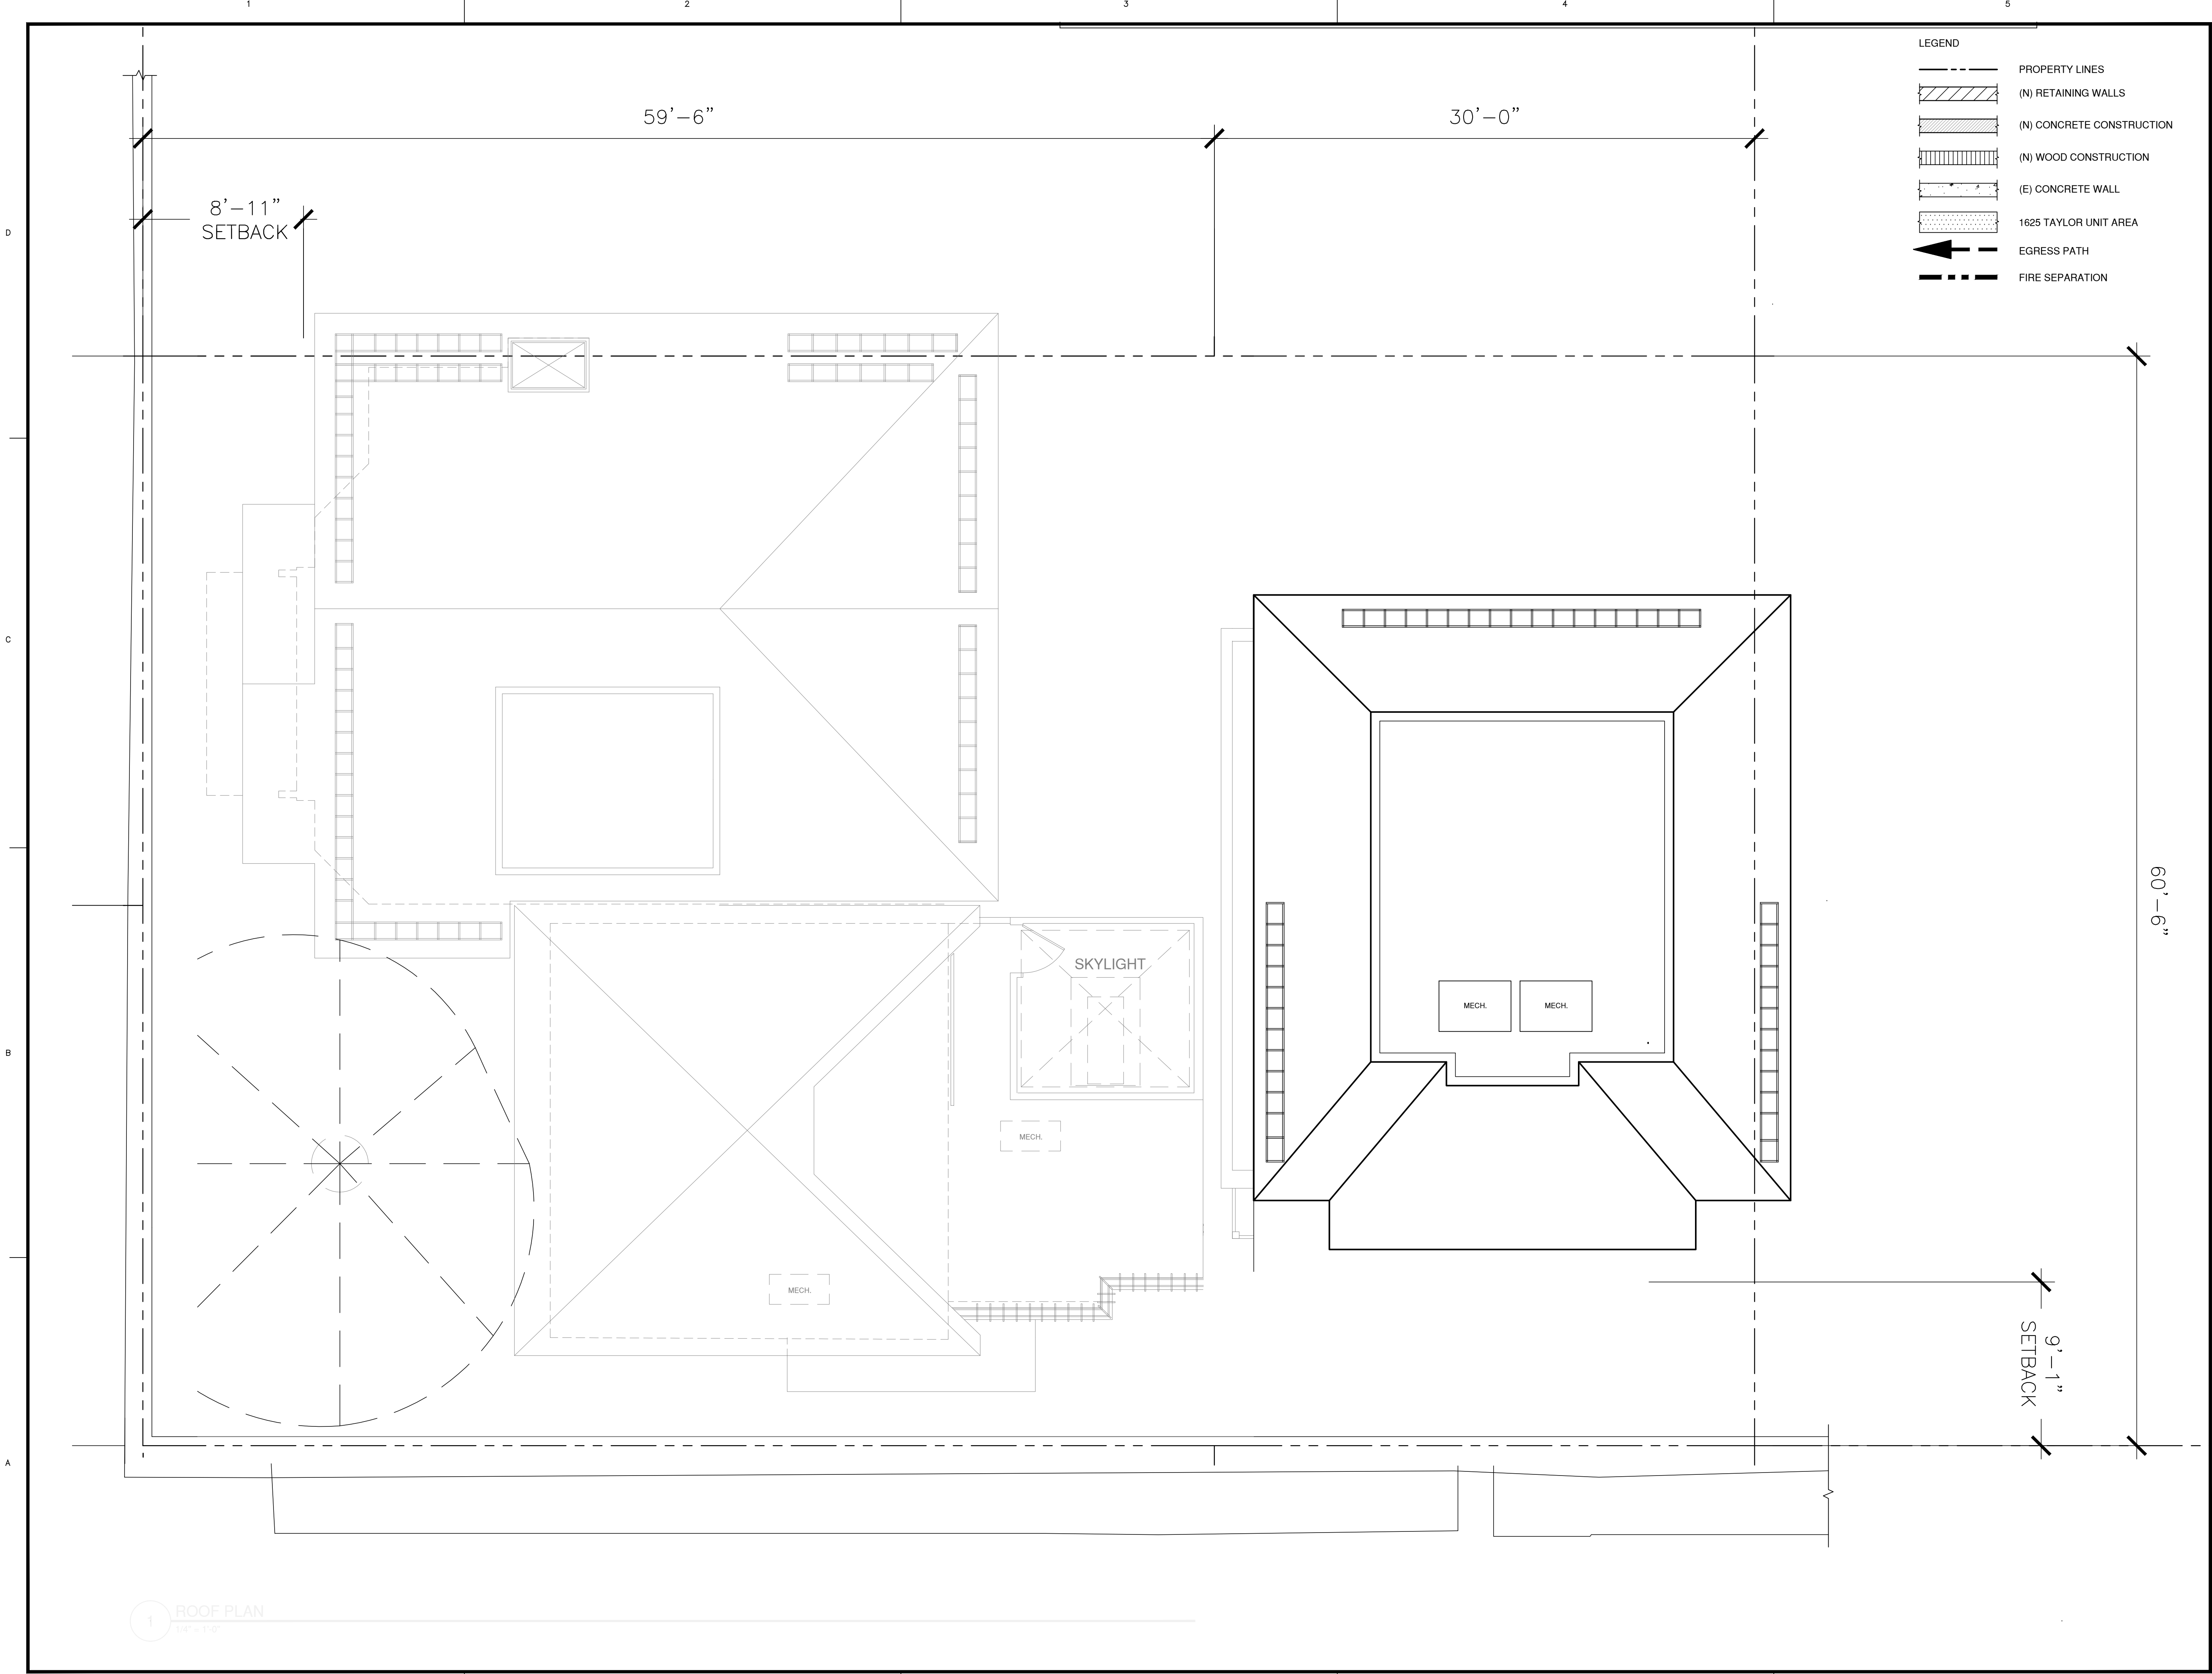 1
2
3
4
5
LEGEND
PROPERTY LINES
(N) RETAINING WALLS
(N) CONCRETE CONSTRUCTION
(N) WOOD CONSTRUCTION
(E) CONCRETE WALL
1625 TAYLOR UNIT AREA
EGRESS PATH
FIRE SEPARATION
59'-6"
30'-0"
8'-11"
SETBACK
D
C
B
A
60'-6"
SKYLIGHT
MECH.
MECH.
MECH.
MECH.
9'-1"
SETBACK
1
ROOF PLAN